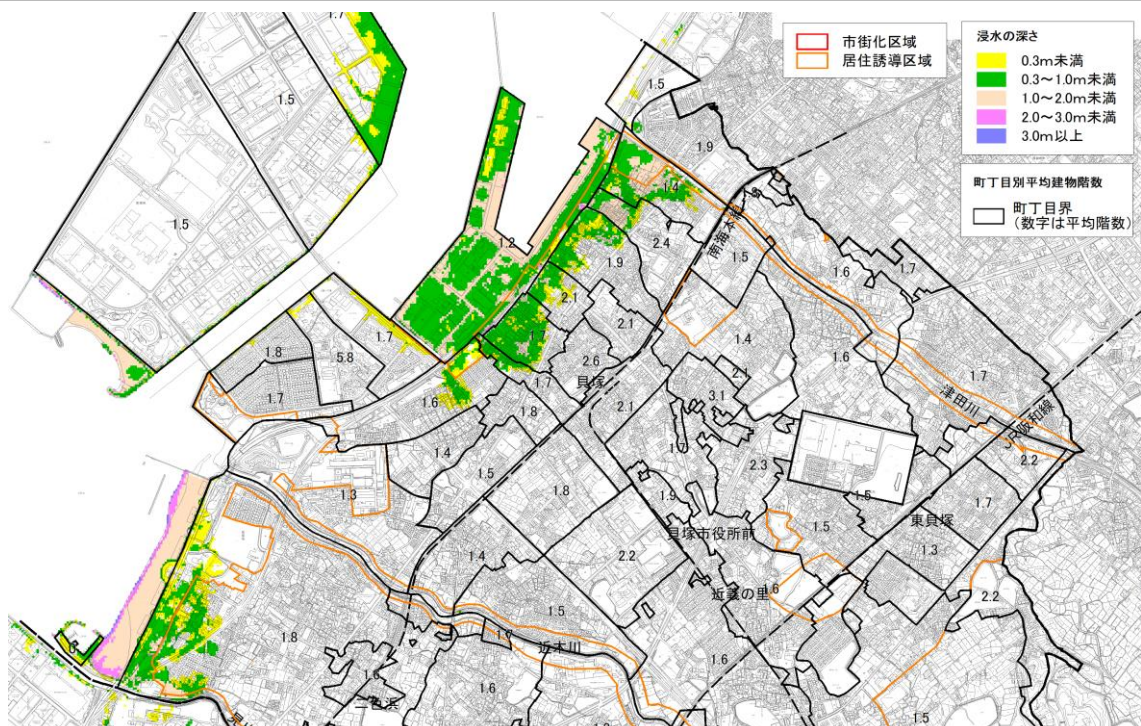 市街化区域
居住誘導区域
浸水の深さ
0.3m未満
0.3～1.0m未満
1.0～2.0m未満
2.0～3.0m未満
3.0m以上
町丁目別平均建物階数
町丁目界
(数字は平均階数)
1.7
1.5
1.5
1.5
1.9
1.4
1.2
南海本線
2.4
1.5
1.9
1.6
1.7
2.1
2.1
1.7
1.7
1.8
5.8
2.6
1.4
1.6
1.7
貝塚
1.7
2.1
1.6
1.7
1.8
2.1
3.1
津田川
JR阪和線
1.4
1.5
1.7
2.3
2.2
1.3
1.8
1.9
1.5
1.7
貝塚市役所前
1.5
東貝塚
1.4
2.2
1.3
近義の里
1.6
2.2
1.5
1.8
1.7
近木川
1.6
1.6
1.6
二色浜
1.5